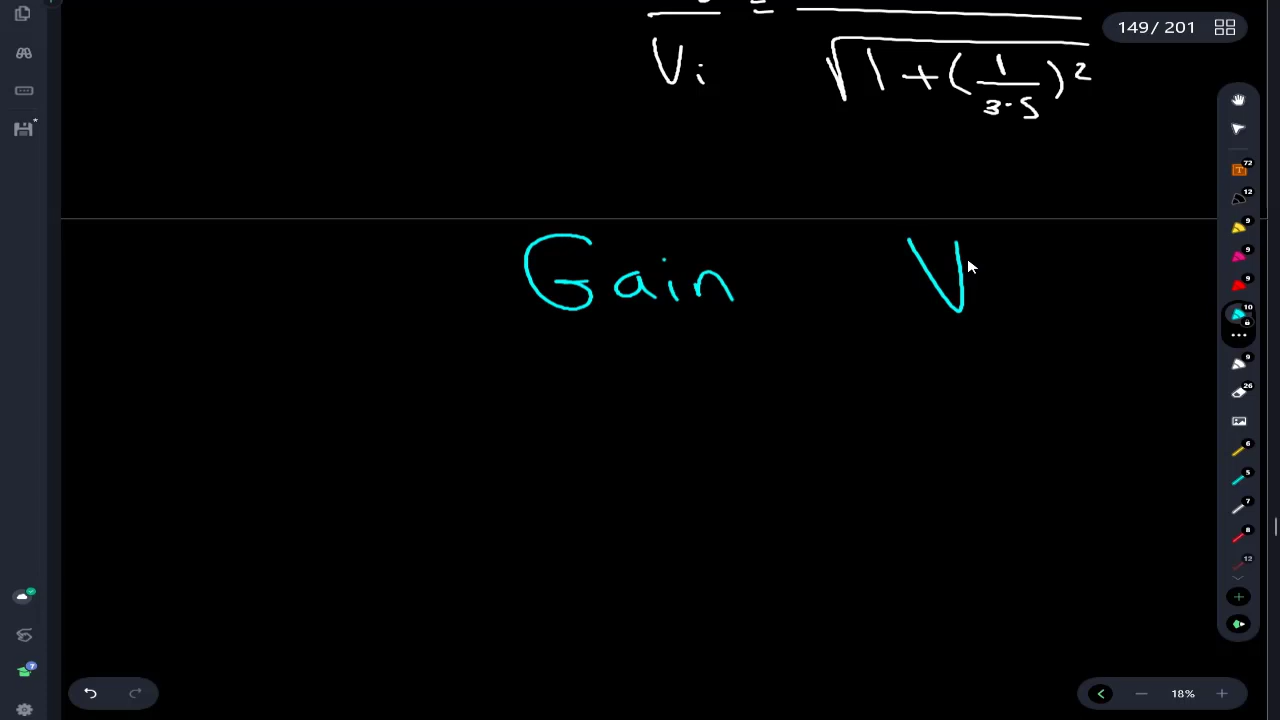 149 / 201
Vi = √1 + (1/3.5)²
Gain V
18%